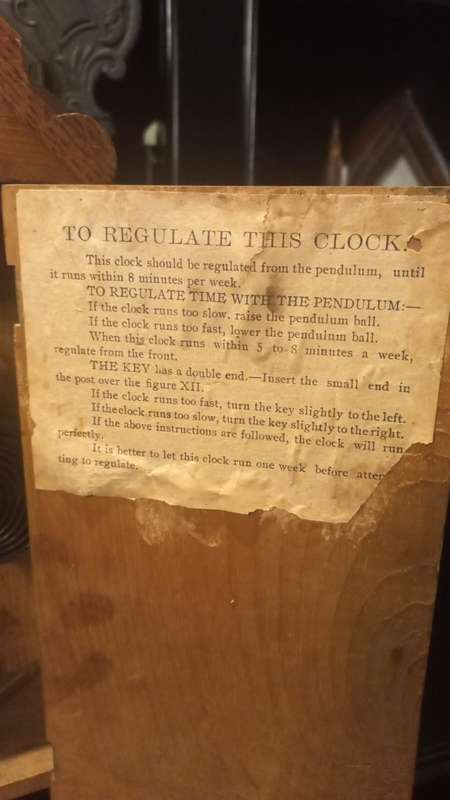 TO REGULATE THIS CLOCK.
This clock should be regulated from the pendulum, until
it runs within 8 minutes per week.
TO REGULATE TIME WITH THE PENDULUM:—
If the clock runs too slow, raise the pendulum ball.
If the clock runs too fast, lower the pendulum ball.
When this clock runs within 5 to 8 minutes a week,
regulate from the front.
THE KEY has a double end.—Insert the small end in
the post over the figure XII.
If the clock runs too fast, turn the key slightly to the left.
If the clock runs too slow, turn the key slightly to the right.
If the above instructions are followed, the clock will run
perfectly.
It is better to let this clock run one week before
ting to regulate.